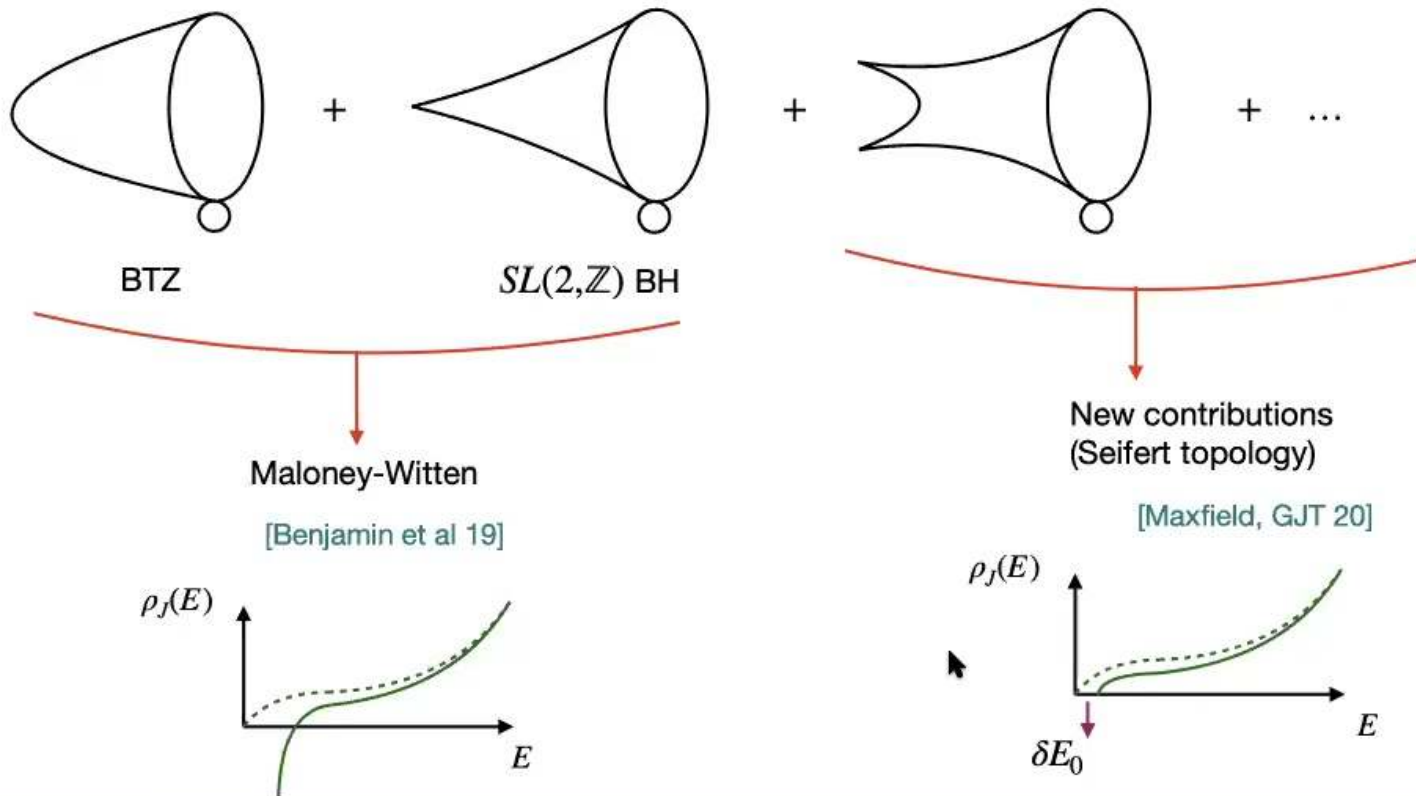 + + + ...
BTZ
SL(2,ℤ) BH
New contributions
(Seifert topology)
Maloney-Witten
[Maxfield, GJT 20]
[Benjamin et al 19]
ρ_J(E)
E
ρ_J(E)
E
δE₀